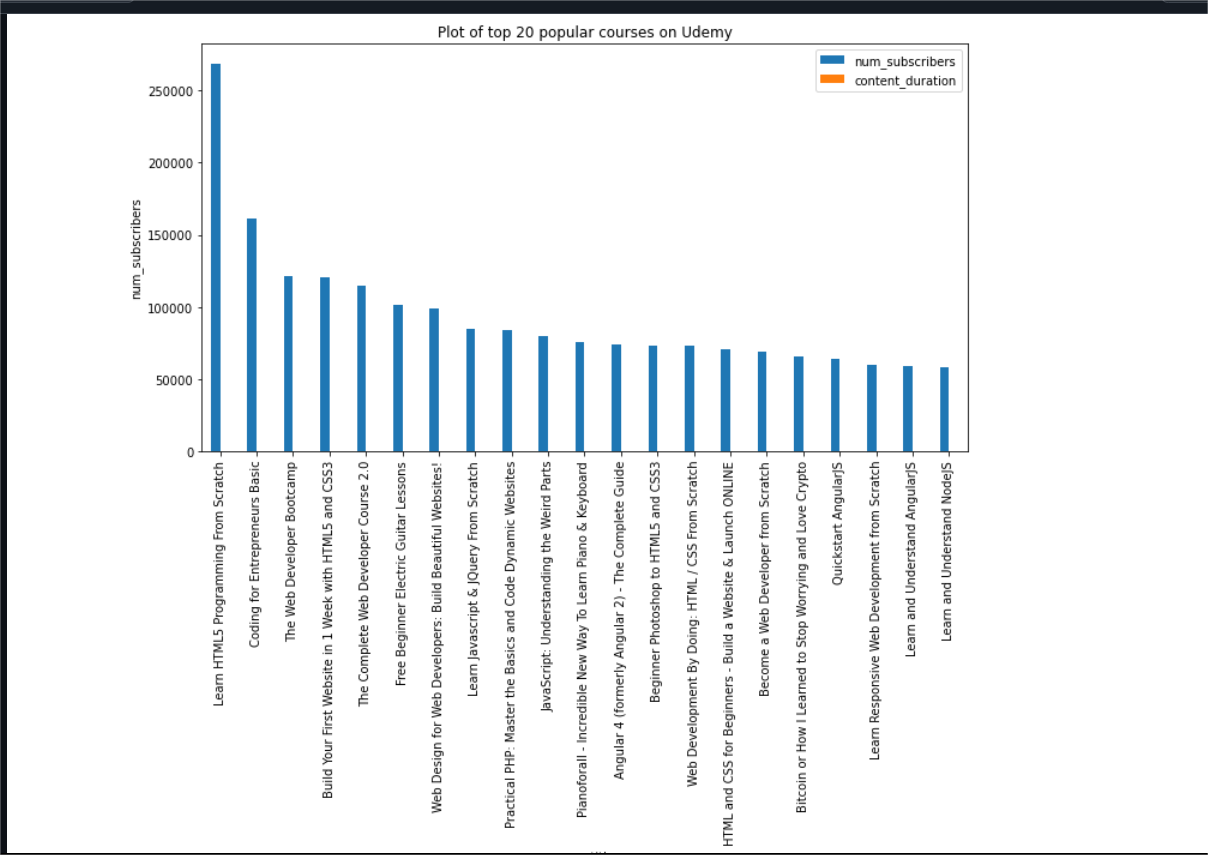 Plot of top 20 popular courses on Udemy
num_subscribers
content_duration
num_subscribers
250000
200000
150000
100000
50000
0
Learn HTML5 Programming From Scratch
Coding for Entrepreneurs Basic
The Web Developer Bootcamp
Build Your First Website in 1 Week with HTML5 and CSS3
The Complete Web Developer Course 2.0
Free Beginner Electric Guitar Lessons
Web Design for Web Developers: Build Beautiful Websites!
Learn Javascript & JQuery From Scratch
Practical PHP: Master the Basics and Code Dynamic Websites
JavaScript: Understanding the Weird Parts
Pianoforall - Incredible New Way To Learn Piano & Keyboard
Angular 4 (formerly Angular 2) - The Complete Guide
Beginner Photoshop to HTML5 and CSS3
Web Development By Doing: HTML / CSS From Scratch
HTML and CSS for Beginners - Build a Website & Launch ONLINE
Become a Web Developer from Scratch
Bitcoin or How I Learned to Stop Worrying and Love Crypto
Quickstart AngularJS
Learn Responsive Web Development from Scratch
Learn and Understand AngularJS
Learn and Understand NodeJS